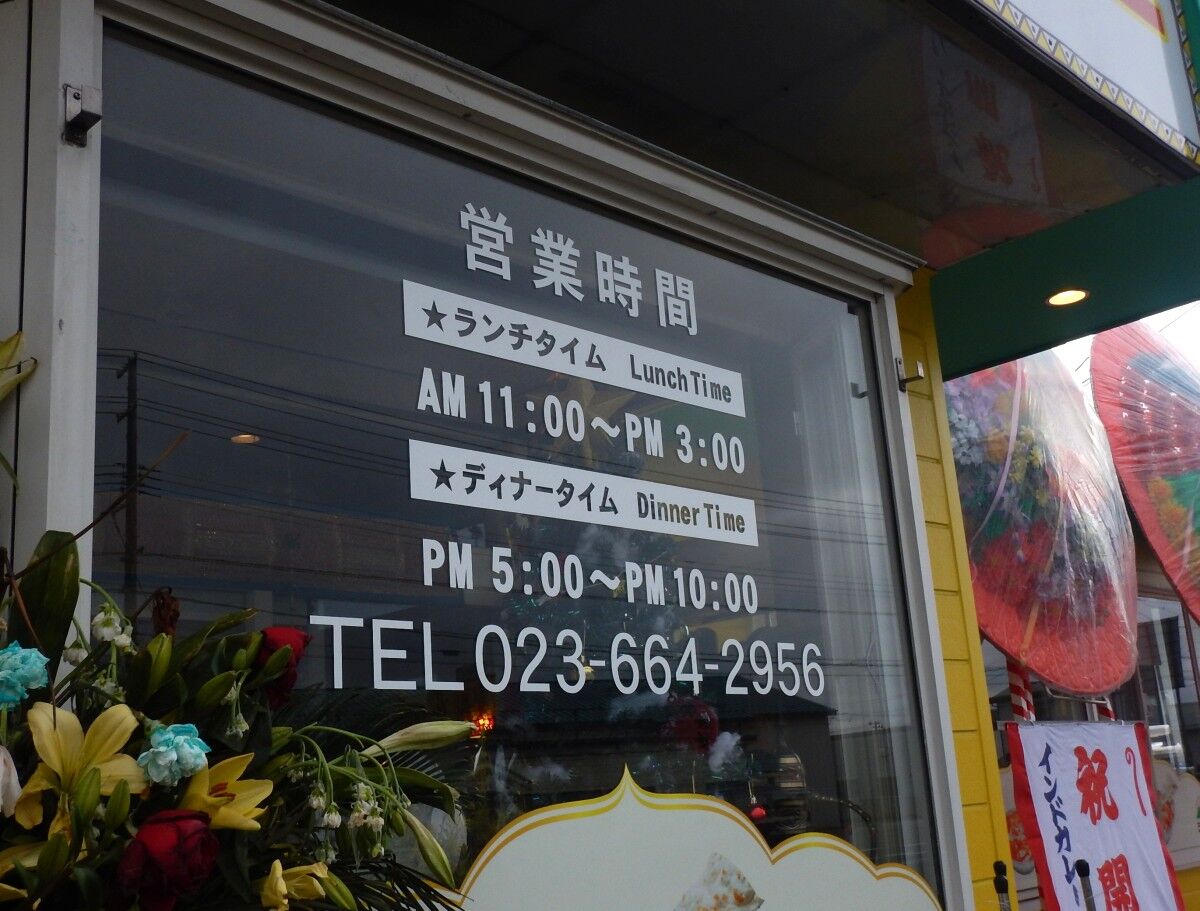 営業時間
★ランチタイム Lunch Time
AM 11:00～PM 3:00
★ディナータイム Dinner Time
PM 5:00～PM 10:00
TEL 023-664-2956
祝開
インドカレー